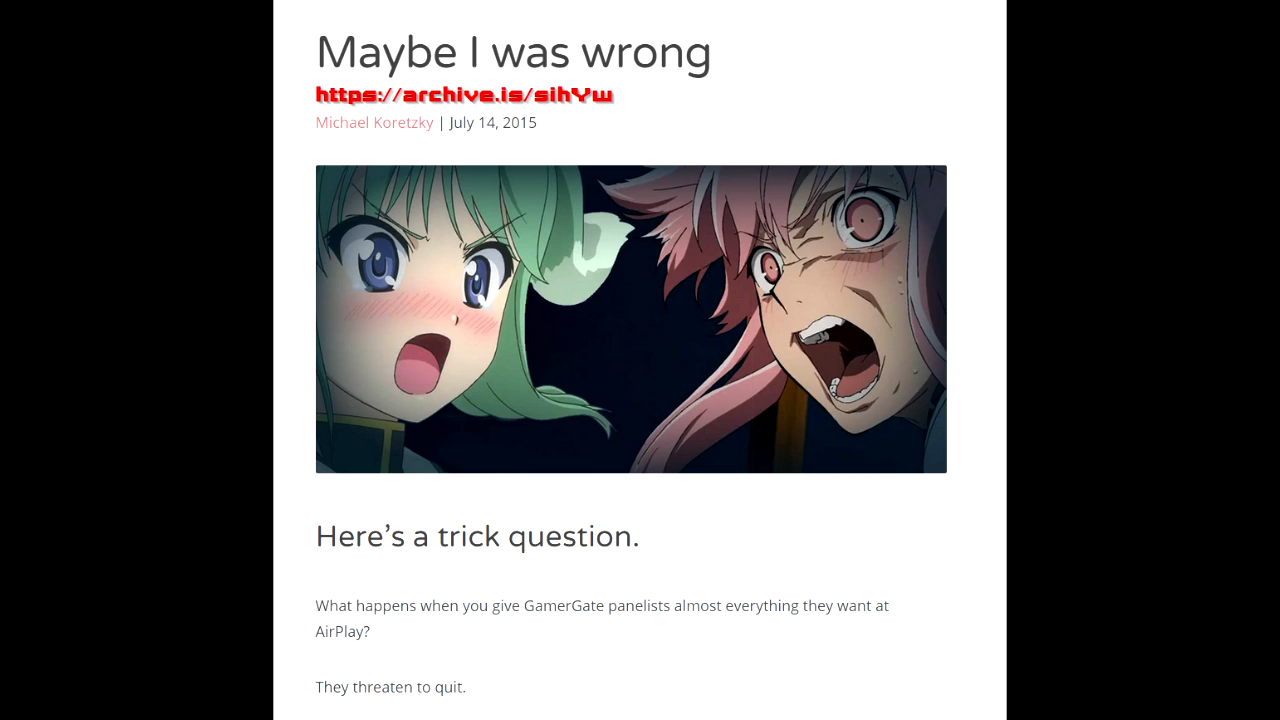 Maybe I was wrong
https://archive.is/sihYw
Michael Koretzky | July 14, 2015
Here’s a trick question.
What happens when you give GamerGate panelists almost everything they want at
AirPlay?
They threaten to quit.